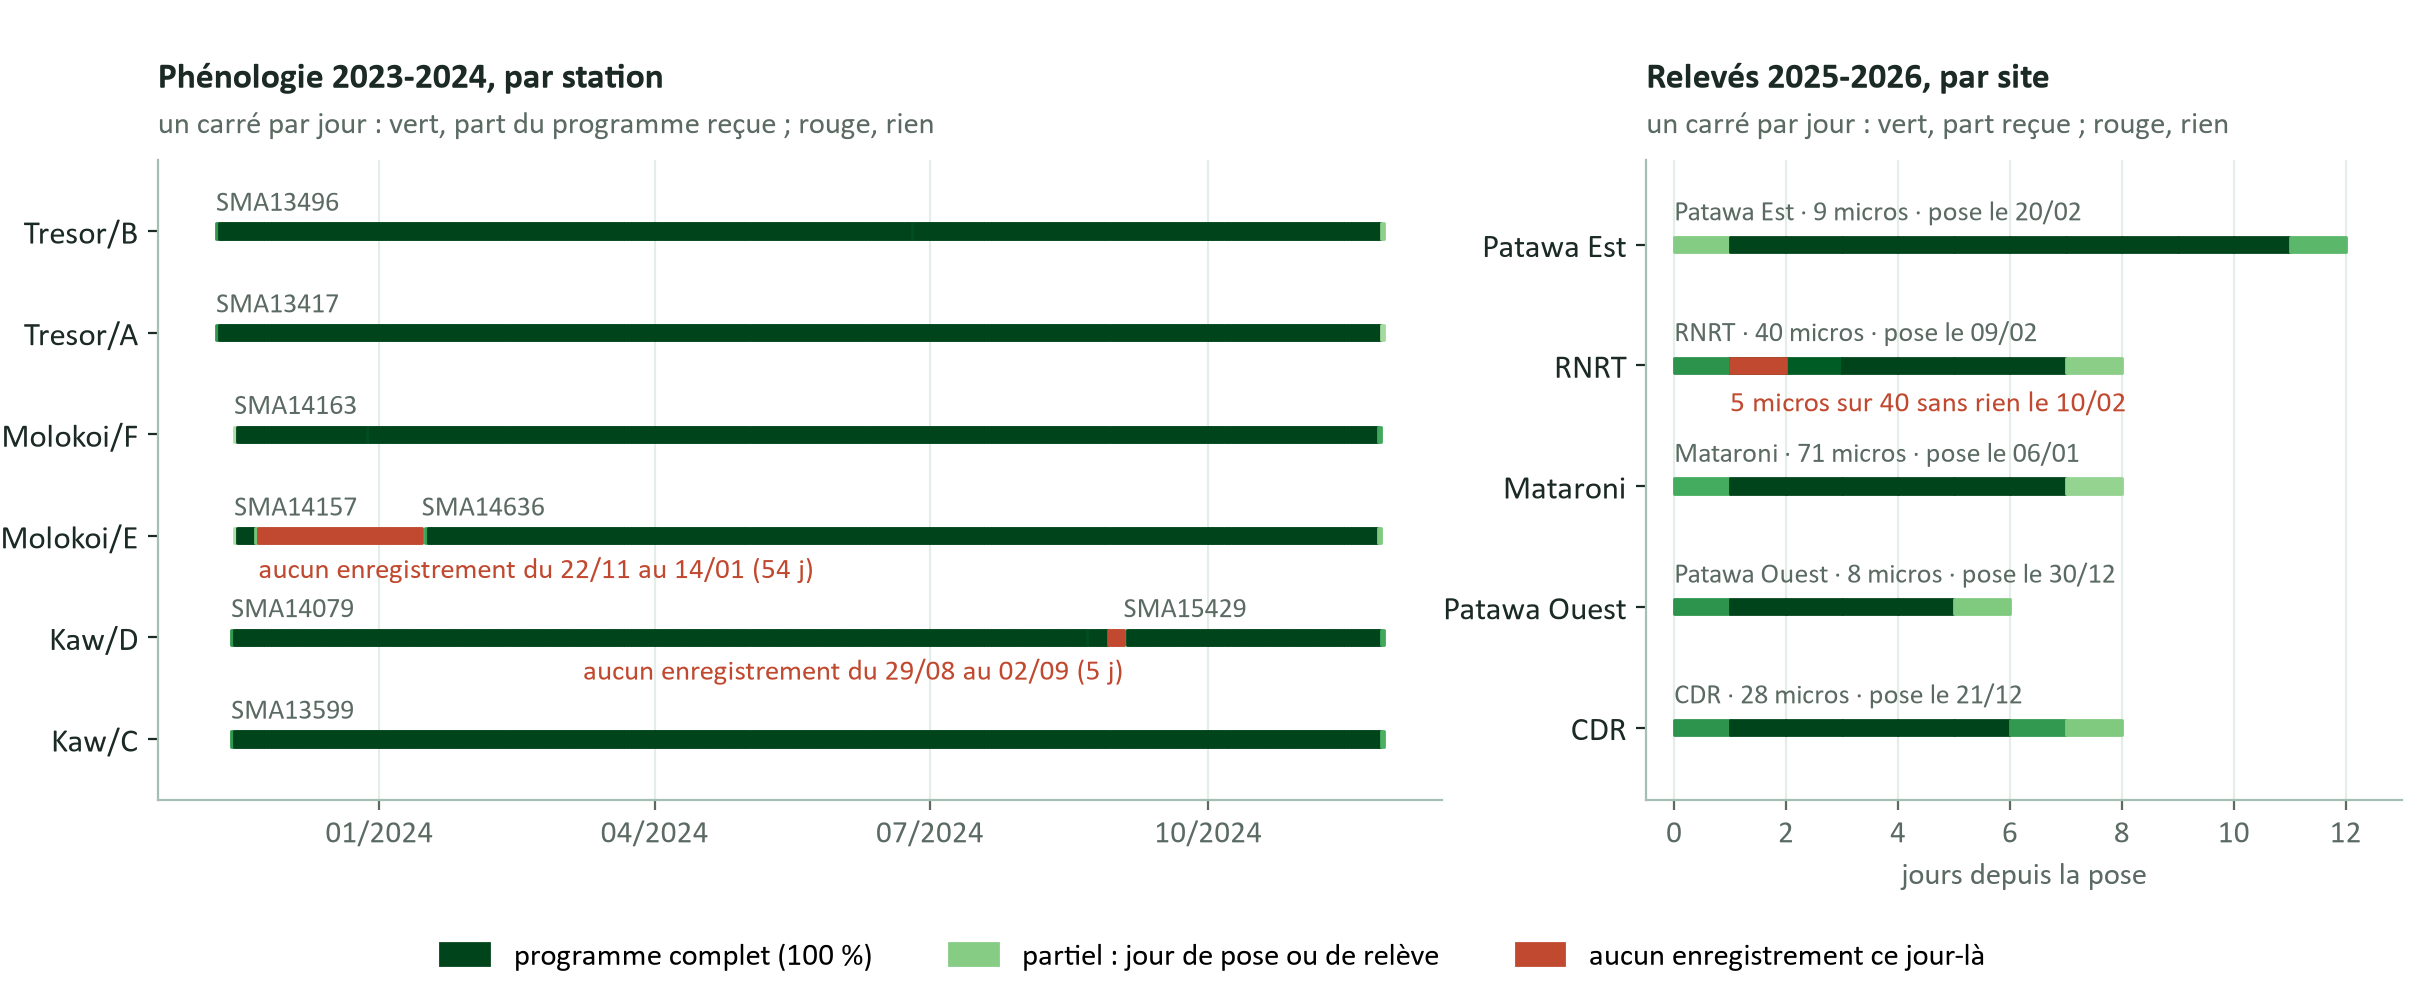 Phénologie 2023-2024, par station
un carré par jour : vert, part du programme reçue ; rouge, rien
SMA13496
Tresor/B
SMA13417
Tresor/A
SMA14163
Molokoi/F
SMA14157 SMA14636
Molokoi/E
aucun enregistrement du 22/11 au 14/01 (54 j)
SMA14079 SMA15429
Kaw/D
aucun enregistrement du 29/08 au 02/09 (5 j)
SMA13599
Kaw/C
01/2024 04/2024 07/2024 10/2024
Relevés 2025-2026, par site
un carré par jour : vert, part reçue ; rouge, rien
Patawa Est · 9 micros · pose le 20/02
Patawa Est
RNRT · 40 micros · pose le 09/02
RNRT
5 micros sur 40 sans rien le 10/02
Mataroni · 71 micros · pose le 06/01
Mataroni
Patawa Ouest · 8 micros · pose le 30/12
Patawa Ouest
CDR · 28 micros · pose le 21/12
CDR
0 2 4 6 8 10 12
jours depuis la pose
programme complet (100 %)
partiel : jour de pose ou de relève
aucun enregistrement ce jour-là